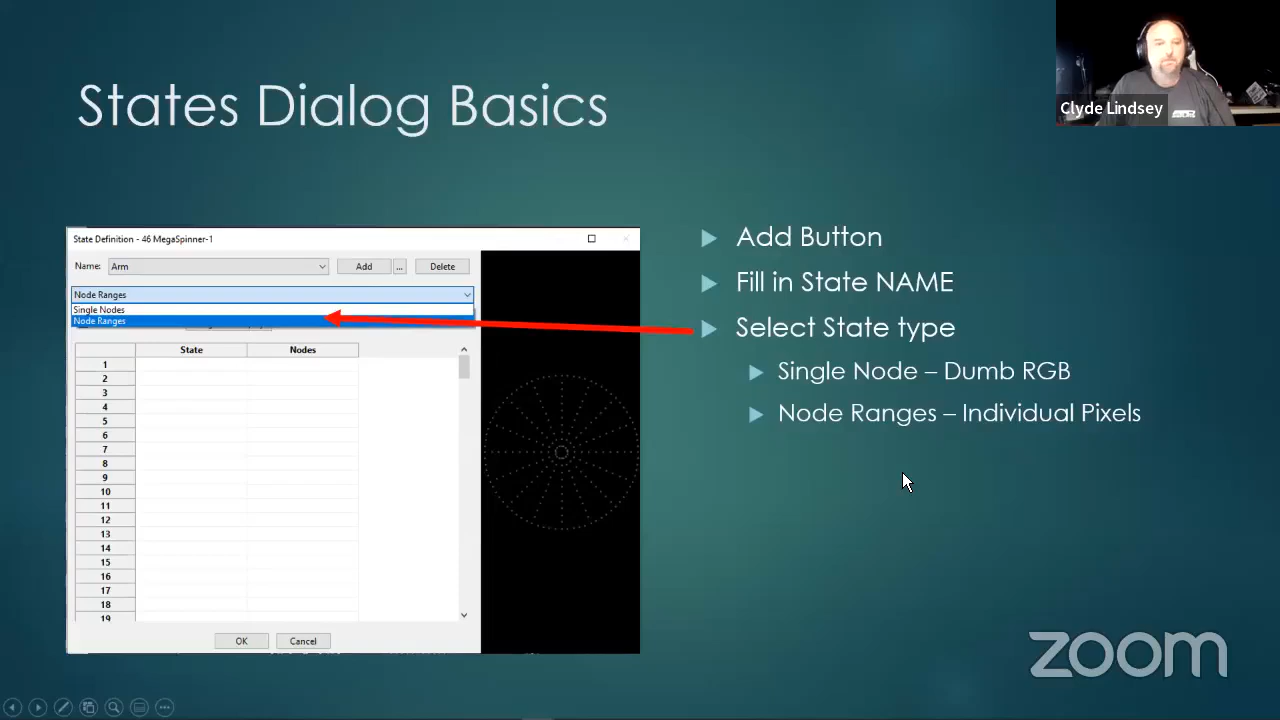 States Dialog Basics
Clyde Lindsey
State Definition - 46 MegaSpinner-1
Name: Arm Add ... Delete
Node Ranges
Single Nodes
Node Ranges
State Nodes
1
2
3
4
5
6
7
8
9
10
11
12
13
14
15
16
17
18
19
OK Cancel
Add Button
Fill in State NAME
Select State type
Single Node – Dumb RGB
Node Ranges – Individual Pixels
zoom